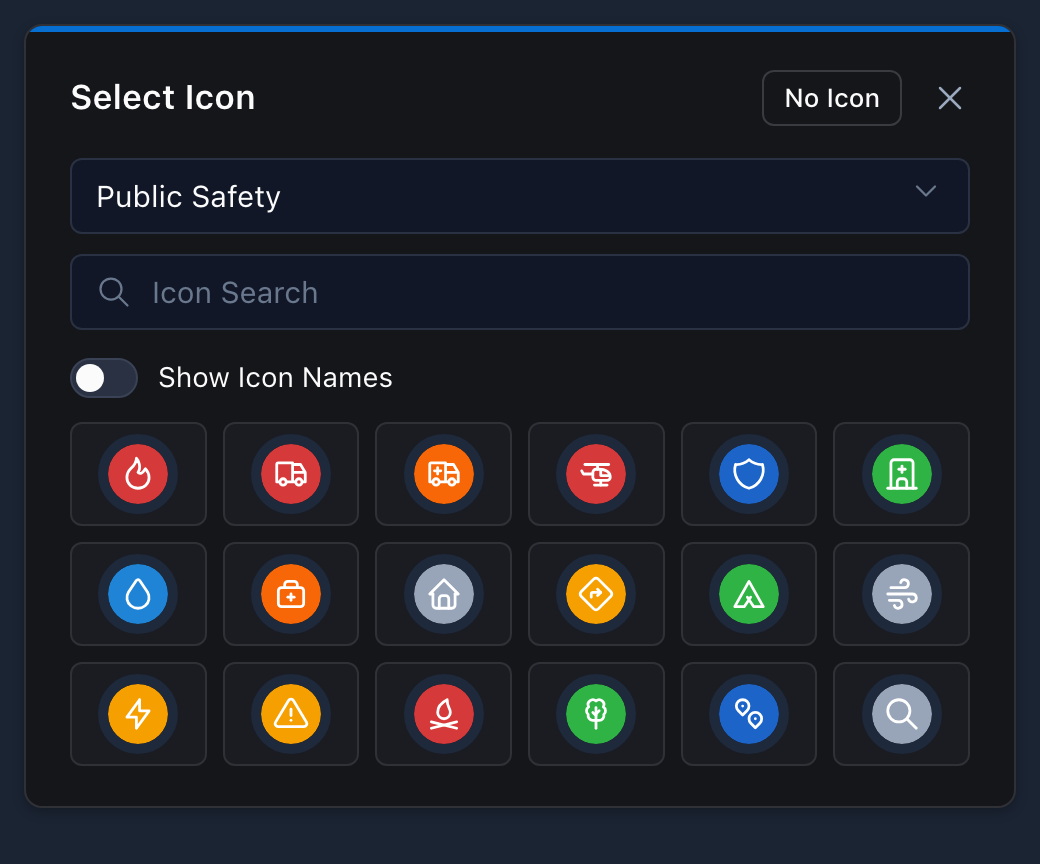 Select Icon
No Icon
Public Safety
Icon Search
Show Icon Names